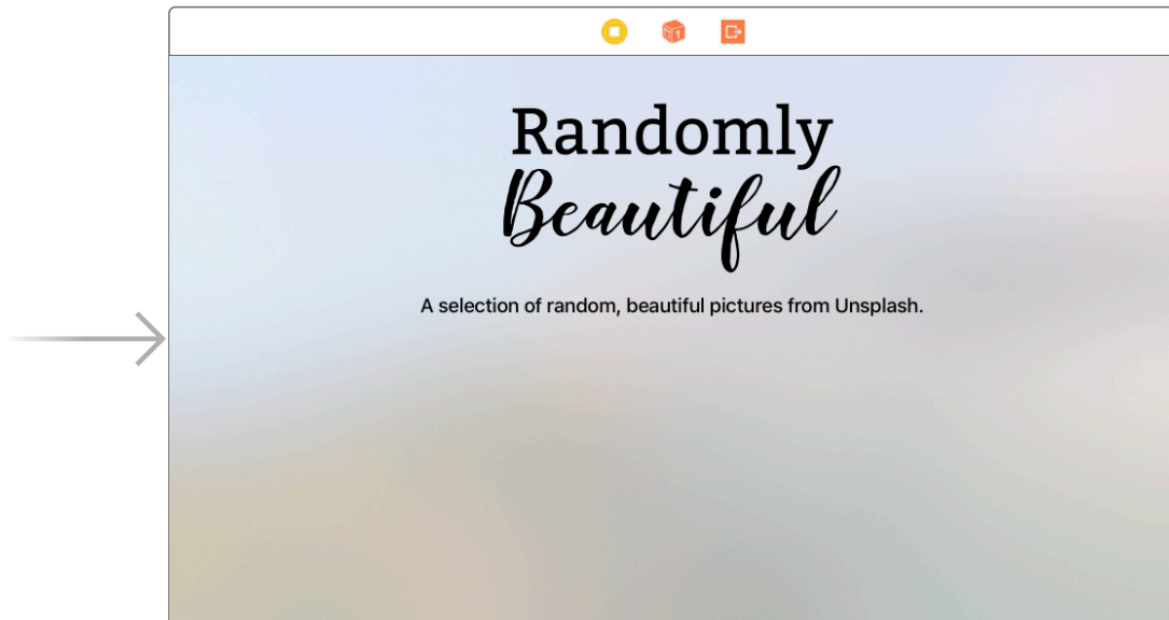 Randomly
Beautiful
A selection of random, beautiful pictures from Unsplash.